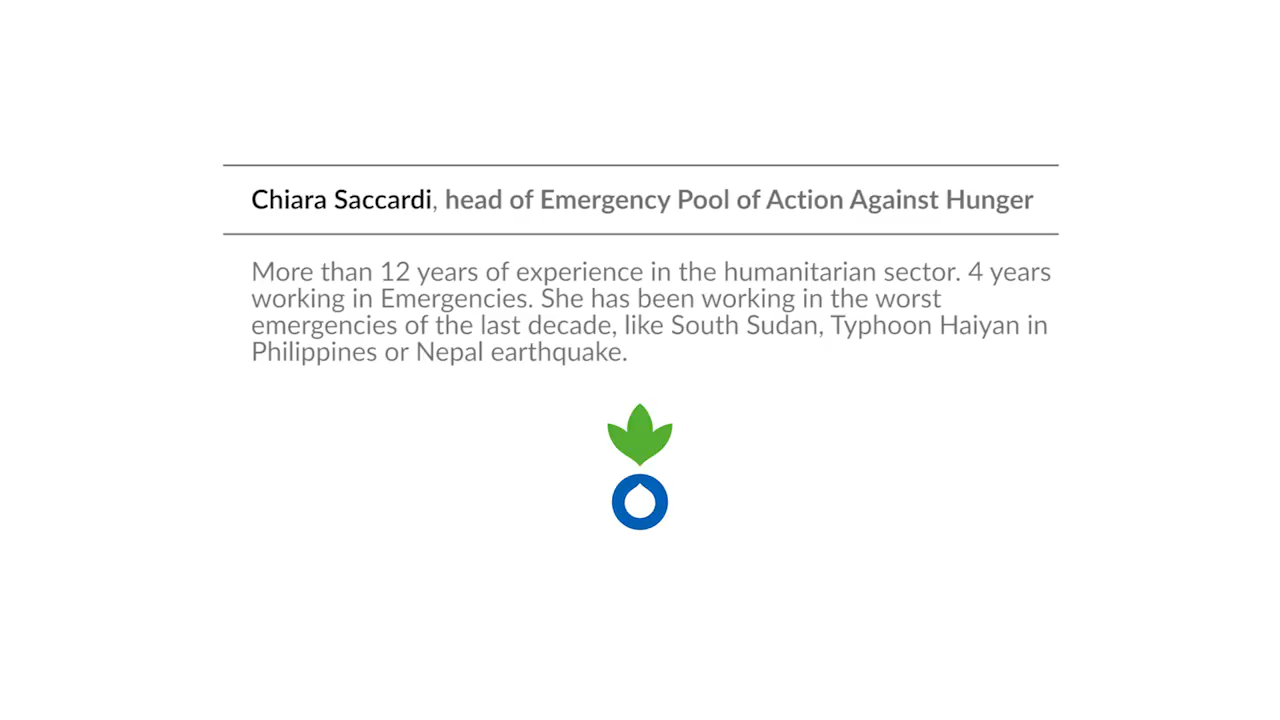 Chiara Saccardi, head of Emergency Pool of Action Against Hunger
More than 12 years of experience in the humanitarian sector. 4 years
working in Emergencies. She has been working in the worst
emergencies of the last decade, like South Sudan, Typhoon Haiyan in
Philippines or Nepal earthquake.